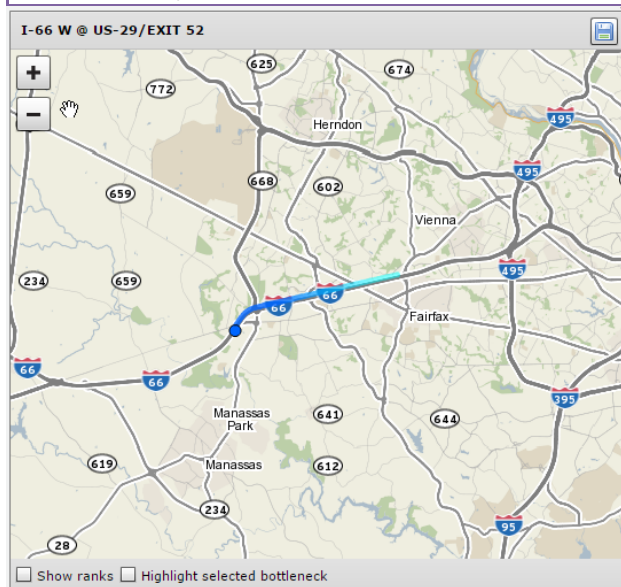 I-66 W @ US-29/EXIT 52
+
−
625
674
772
495
Herndon
495
668
602
659
Vienna
234
659
495
66
66
Fairfax
66
66
395
Manassas
Park
641
644
619
Manassas
612
234
95
28
Show ranks
Highlight selected bottleneck